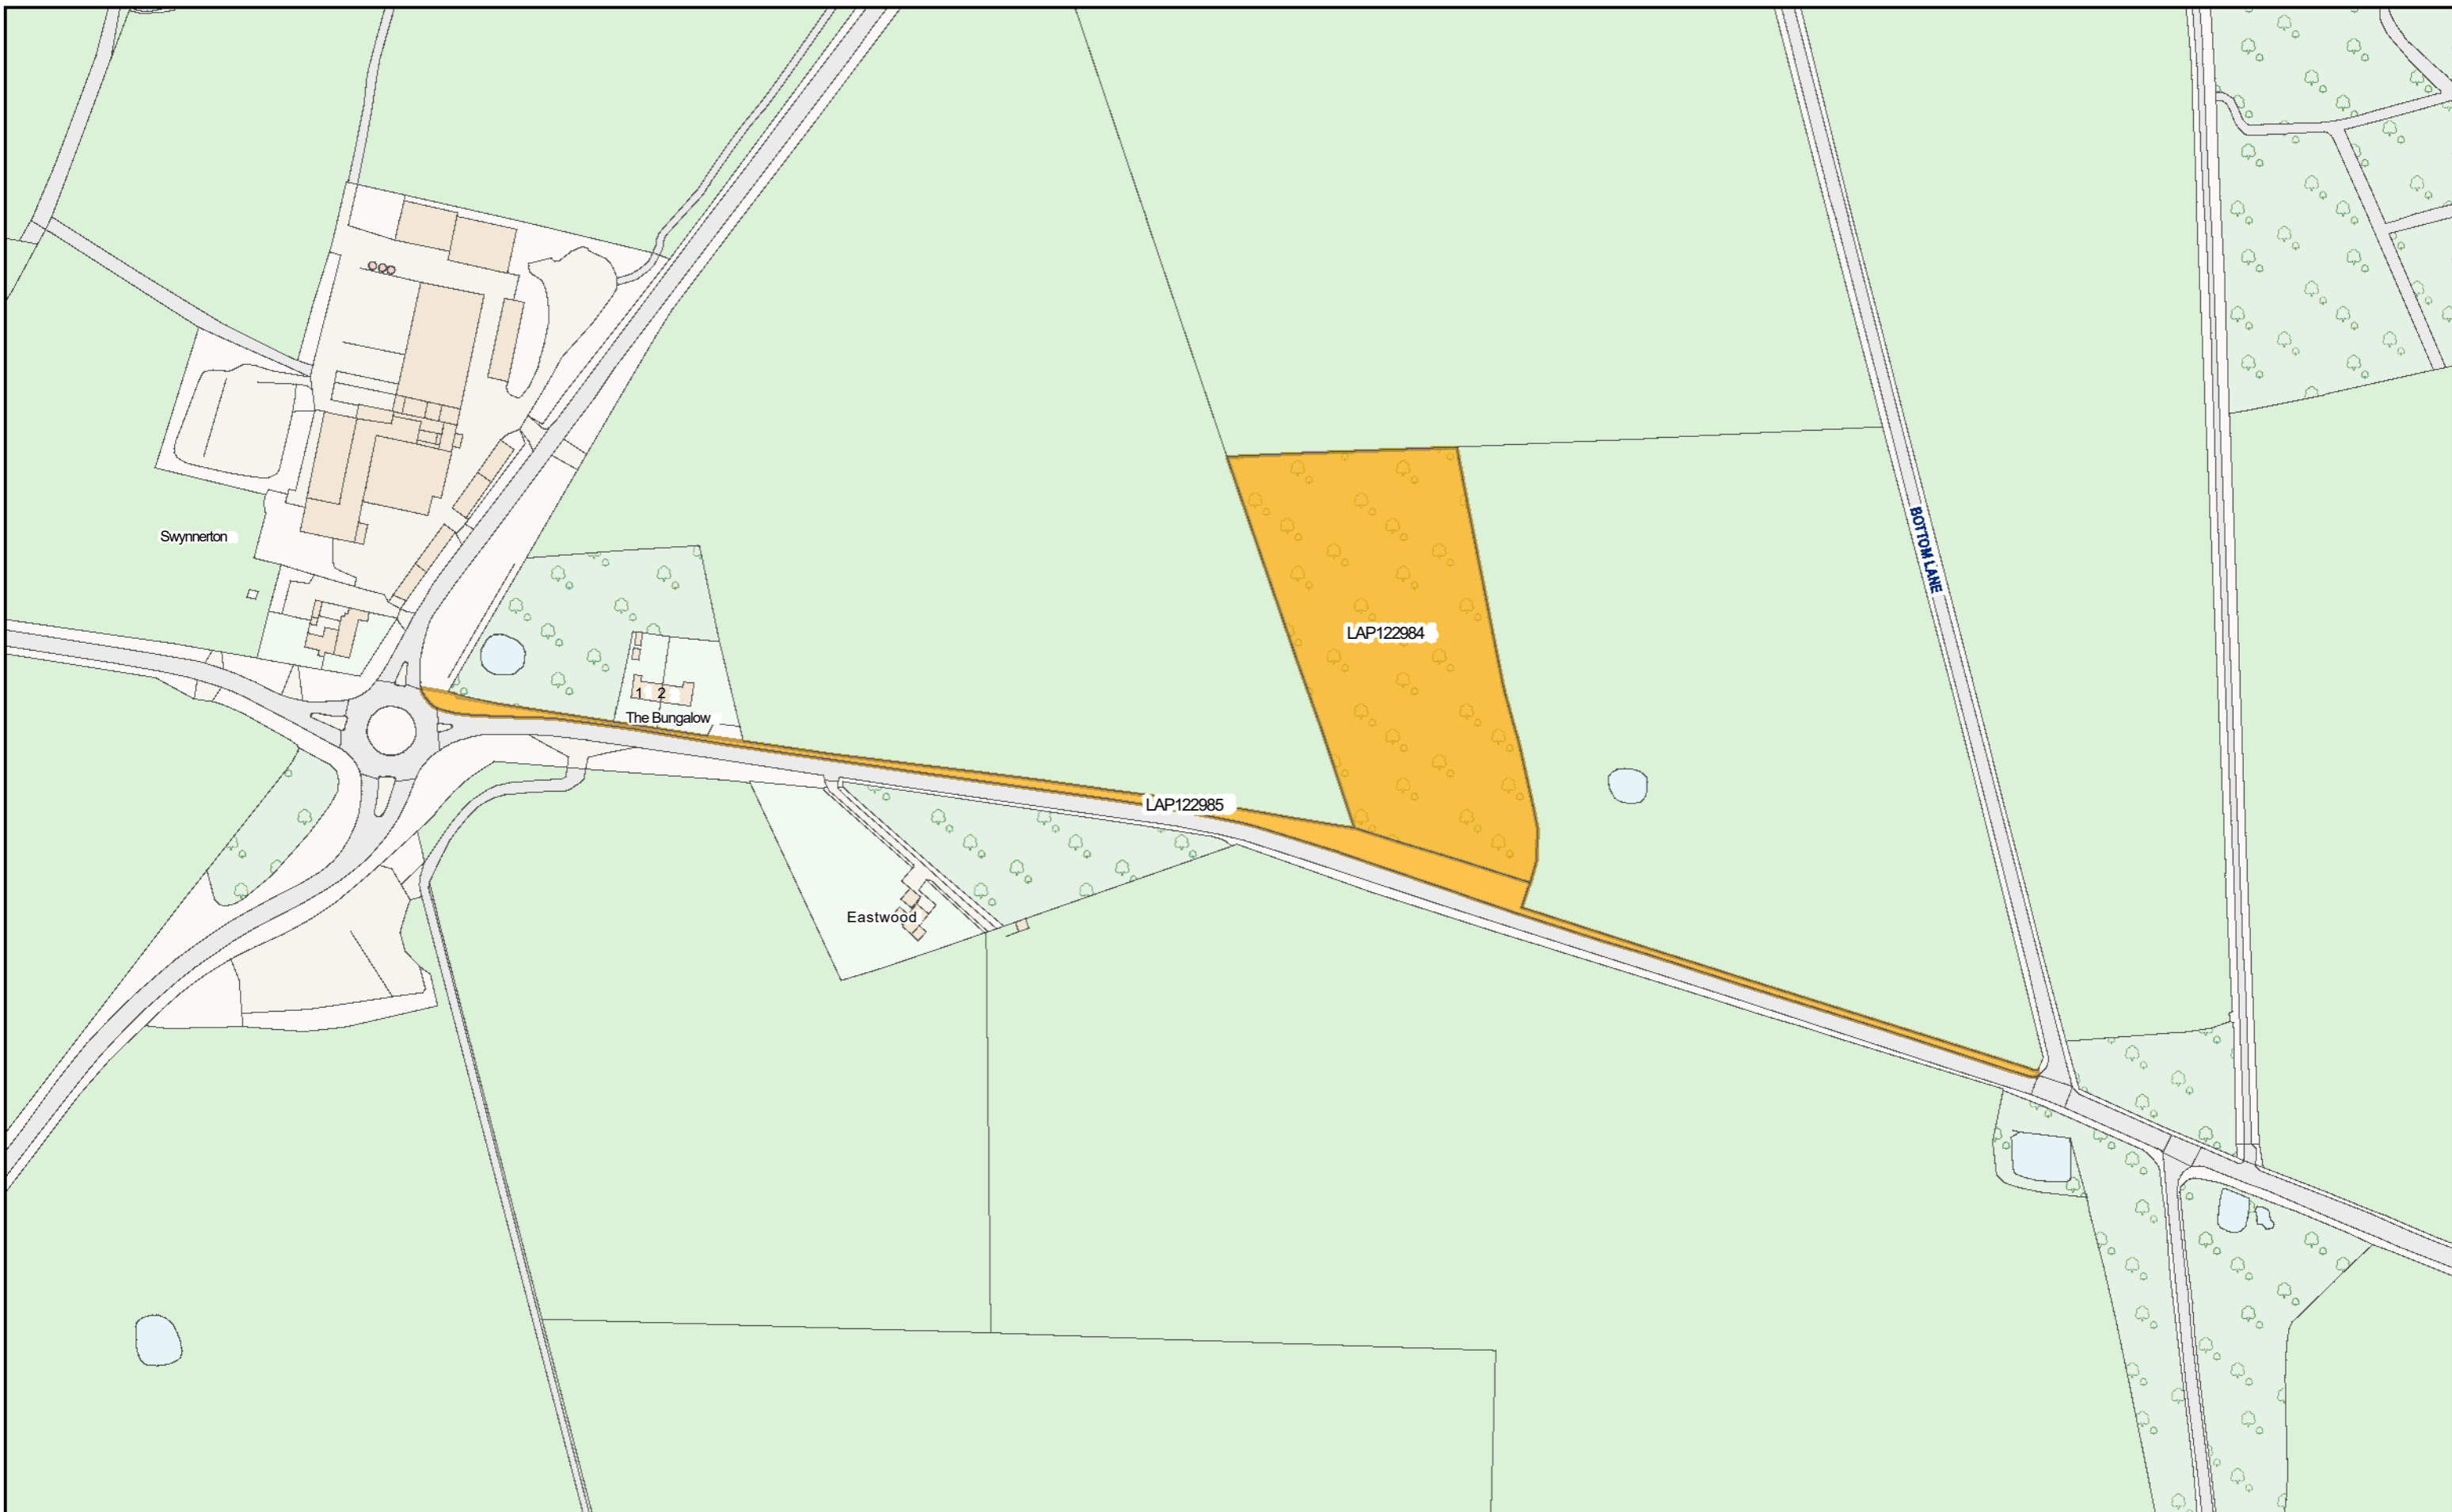 BOTTOM LANE
Swynnerton
LAP122984
1 2
The Bungalow
LAP122985
Eastwood